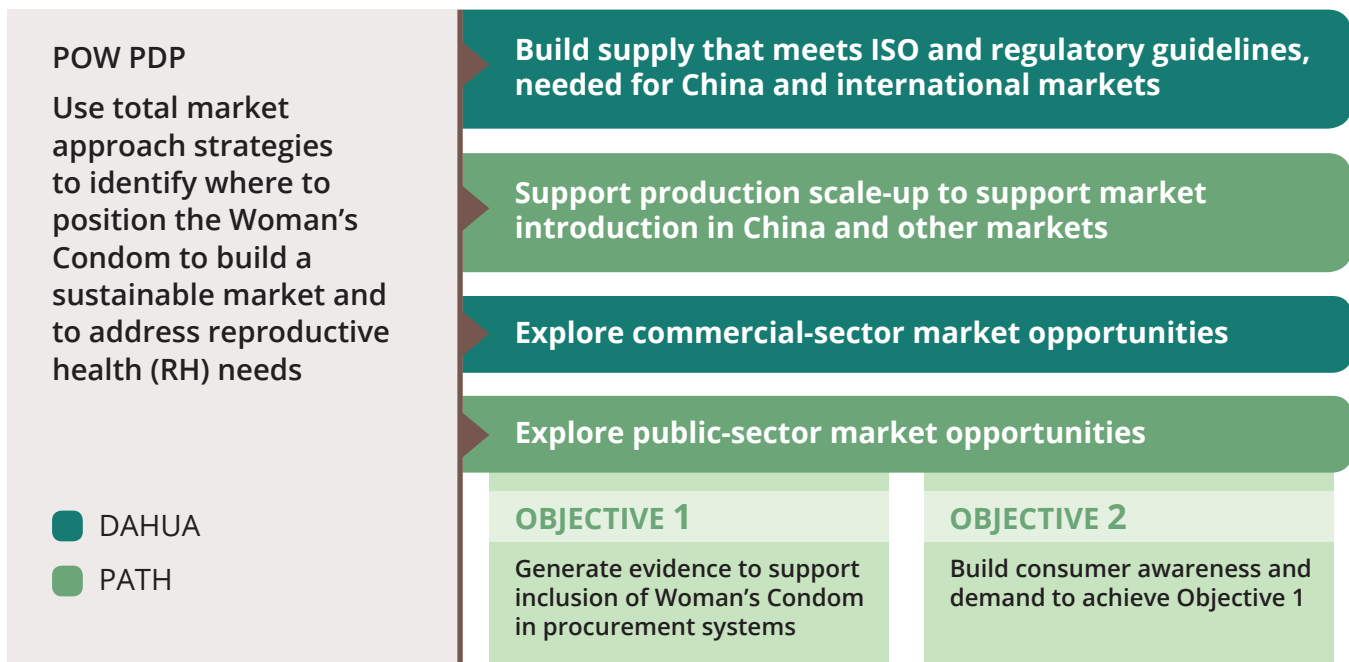 POW PDP
Use total market
approach strategies
to identify where to
position the Woman’s
Condom to build a
sustainable market and
to address reproductive
health (RH) needs
DAHUA
PATH
Build supply that meets ISO and regulatory guidelines,
needed for China and international markets
Support production scale-up to support market
introduction in China and other markets
Explore commercial-sector market opportunities
Explore public-sector market opportunities
OBJECTIVE 1
Generate evidence to support
inclusion of Woman’s Condom
in procurement systems
OBJECTIVE 2
Build consumer awareness and
demand to achieve Objective 1